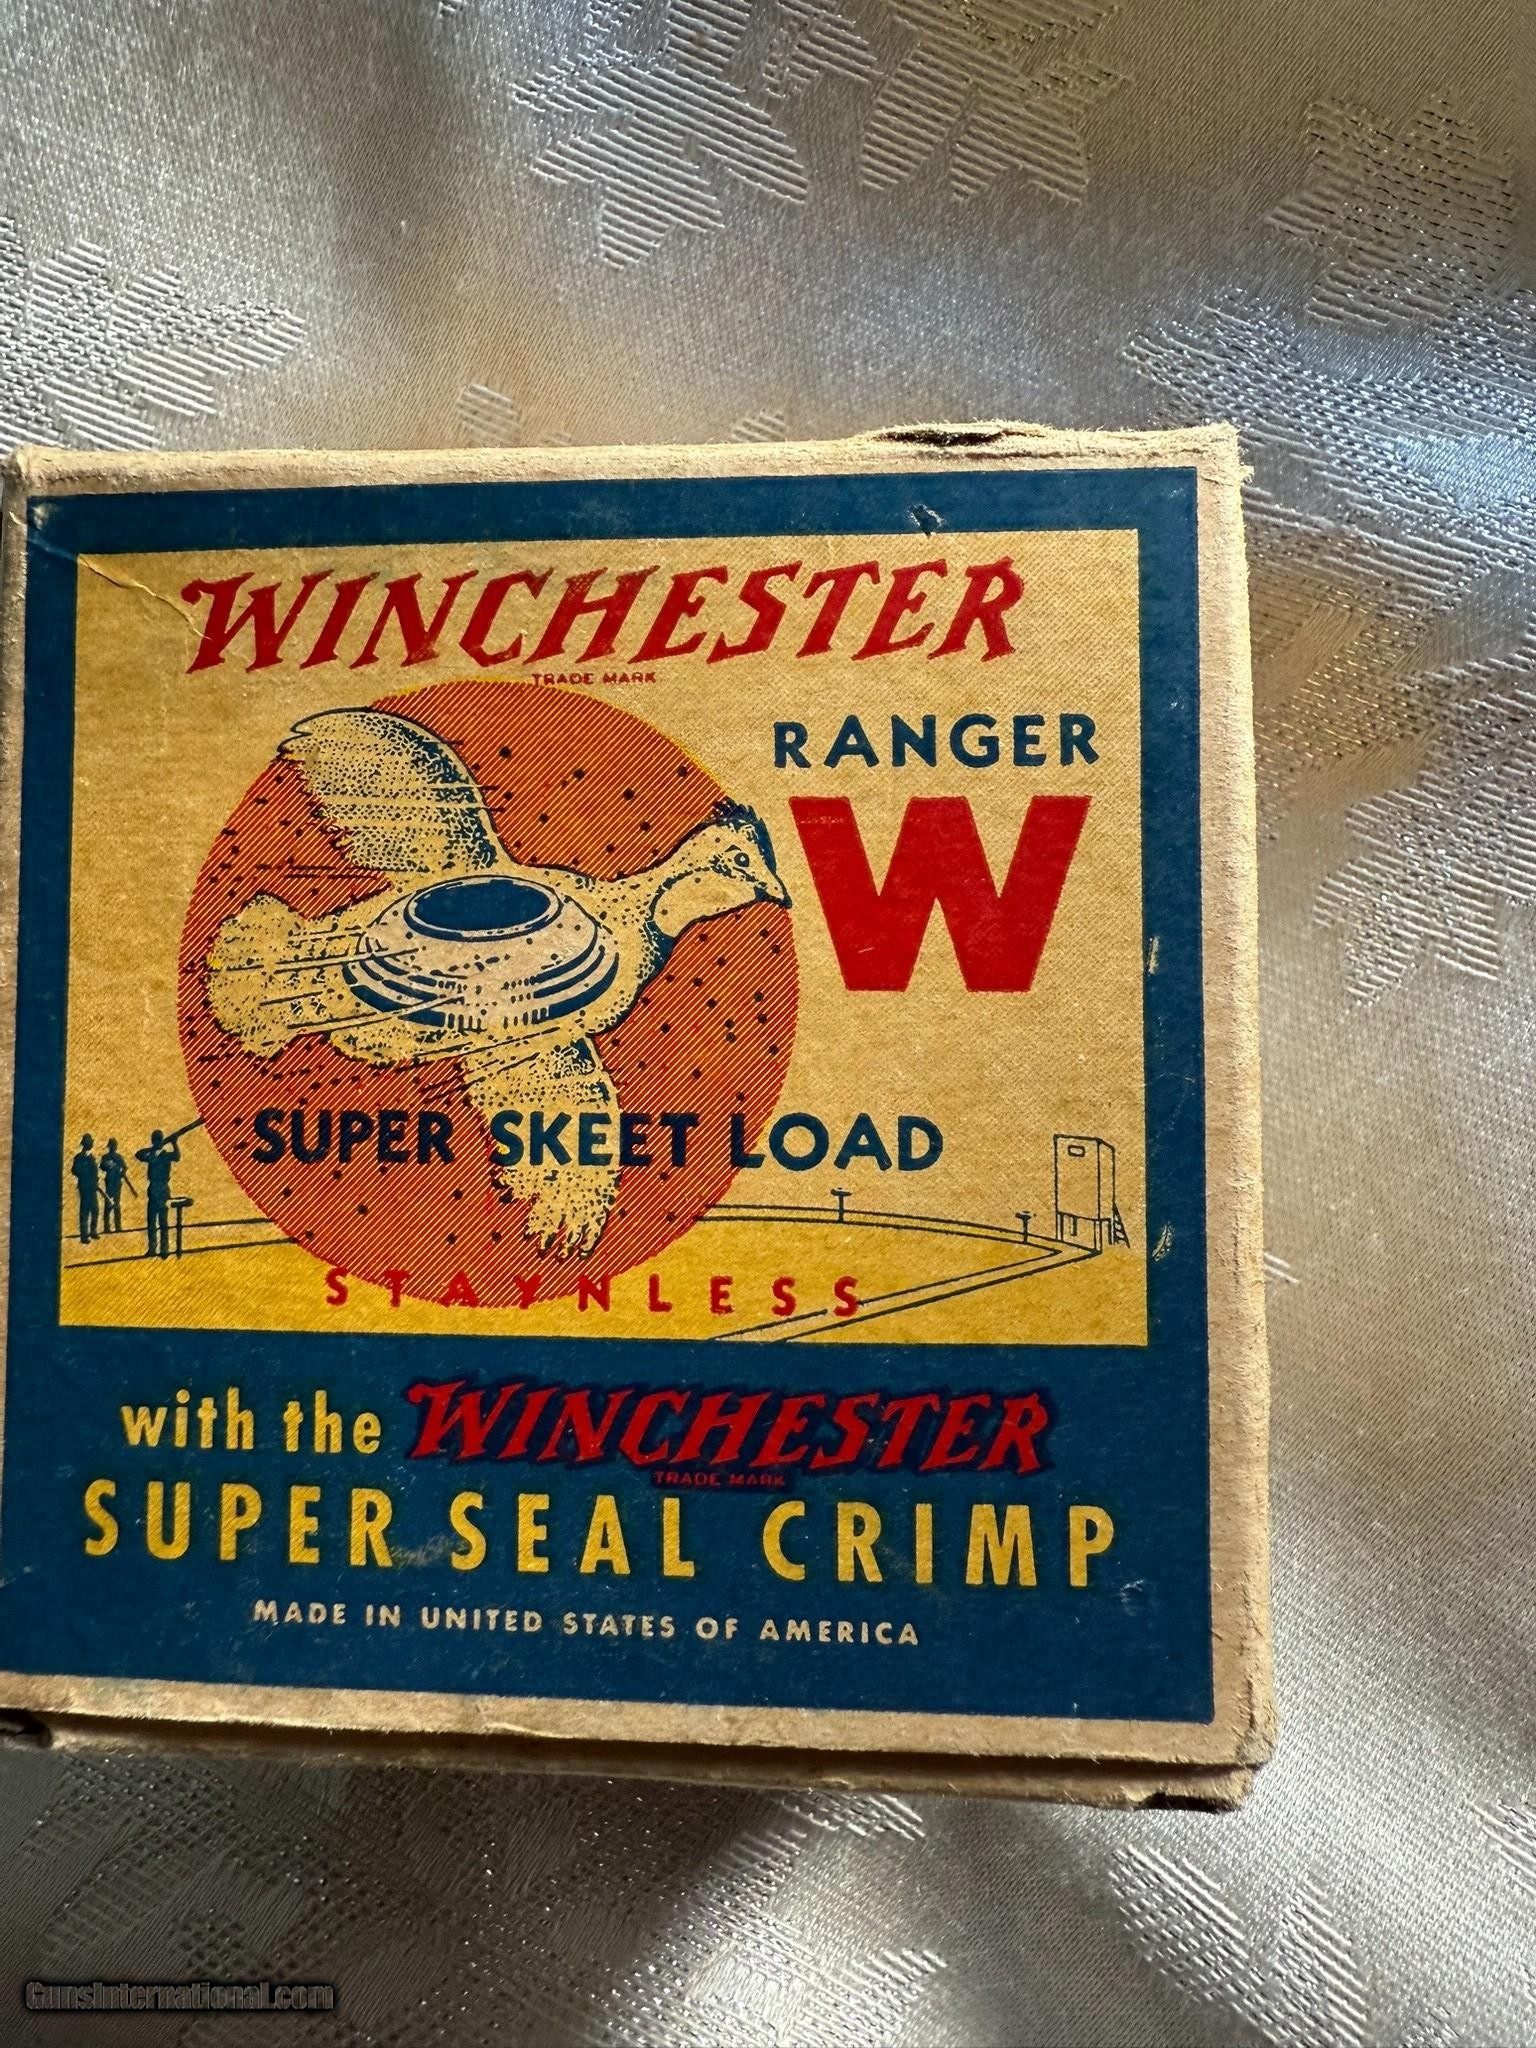 WINCHESTER
TRADE MARK
RANGER
W
SUPER SKEET LOAD
STAYNLESS
with the WINCHESTER
TRADE MARK
SUPER SEAL CRIMP
MADE IN UNITED STATES OF AMERICA
GunsInternational.com